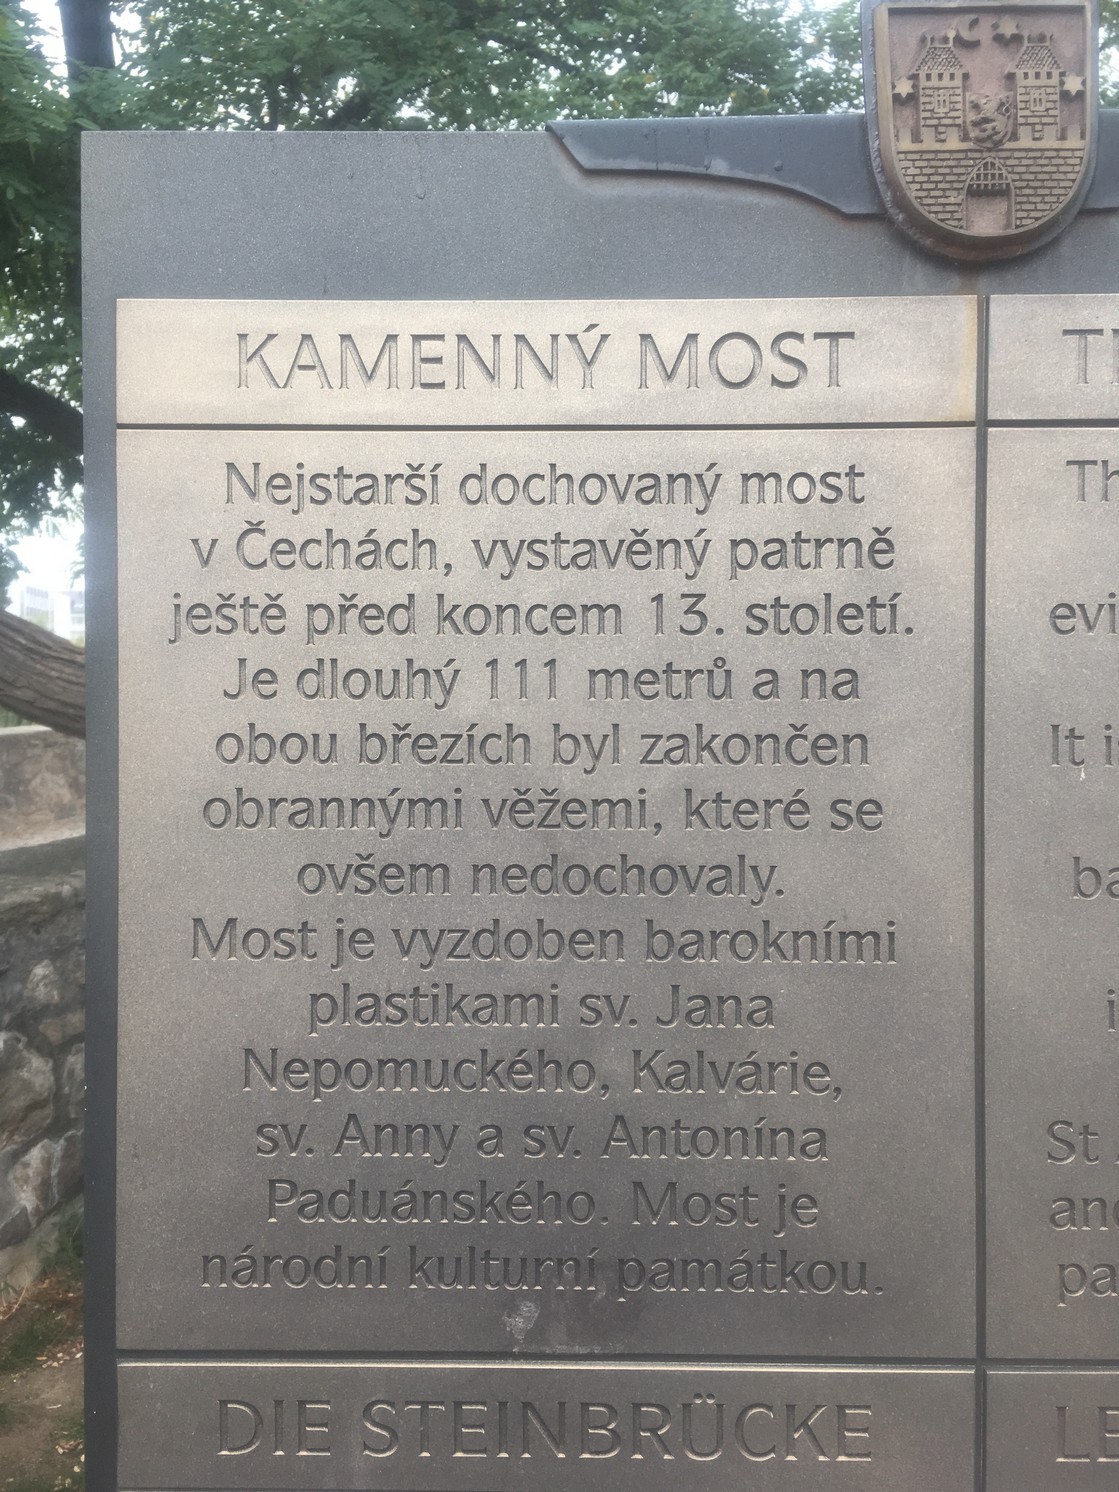 KAMENNÝ MOST
Nejstarší dochovaný most
v Čechách, vystavěný patrně
ještě před koncem 13. století.
Je dlouhý 111 metrů a na
obou březích byl zakončen
obrannými věžemi, které se
ovšem nedochovaly.
Most je vyzdoben barokními
plastikami sv. Jana
Nepomuckého, Kalvárie,
sv. Anny a sv. Antonína
Paduánského. Most je
národní kulturní památkou.
DIE STEINBRÜCKE
It
St